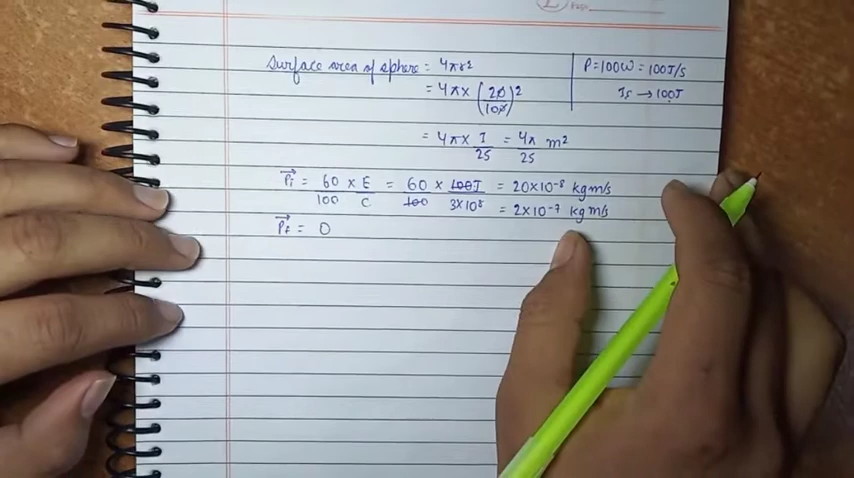 Page
Surface area of sphere = 4πr²
= 4π × (20/100)²
= 4π × 1/25 = 4π/25 m²
P = 100W = 100J/s
1s → 100J
P⃗i = 60/100 × E/C = 60/100 × 100J/3×10⁸ = 20×10⁻⁸ kgm/s
= 2×10⁻⁷ kgm/s
P⃗f = 0